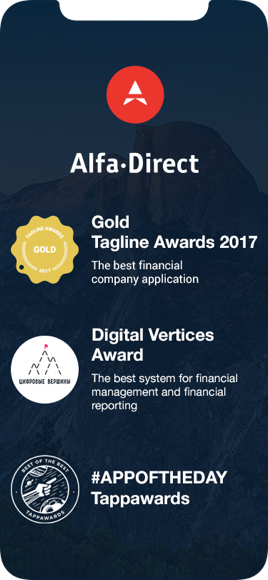 Alfa·Direct
TAGLINE AWARDS
GOLD
2017
Gold
Tagline Awards 2017
The best financial
company application
ЦИФРОВЫЕ ВЕРШИНЫ
Digital Vertices
Award
The best system for financial
management and financial
reporting
BEST OF THE BEST
TAPPAWARDS
#APPOFTHEDAY
Tappawards